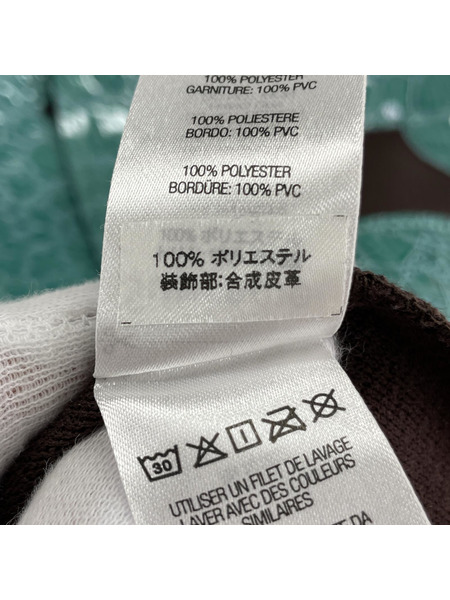 100% POLYESTER
GARNITURE: 100% PVC
100% POLIESTERE
BORDO: 100% PVC
100% POLYESTER
BORDÜRE: 100% PVC
100% ポリエステル
装飾部:合成皮革
30
UTILISER UN FILET DE LAVAGE
LAVER AVEC DES COULEURS
SIMILAIRES
DA